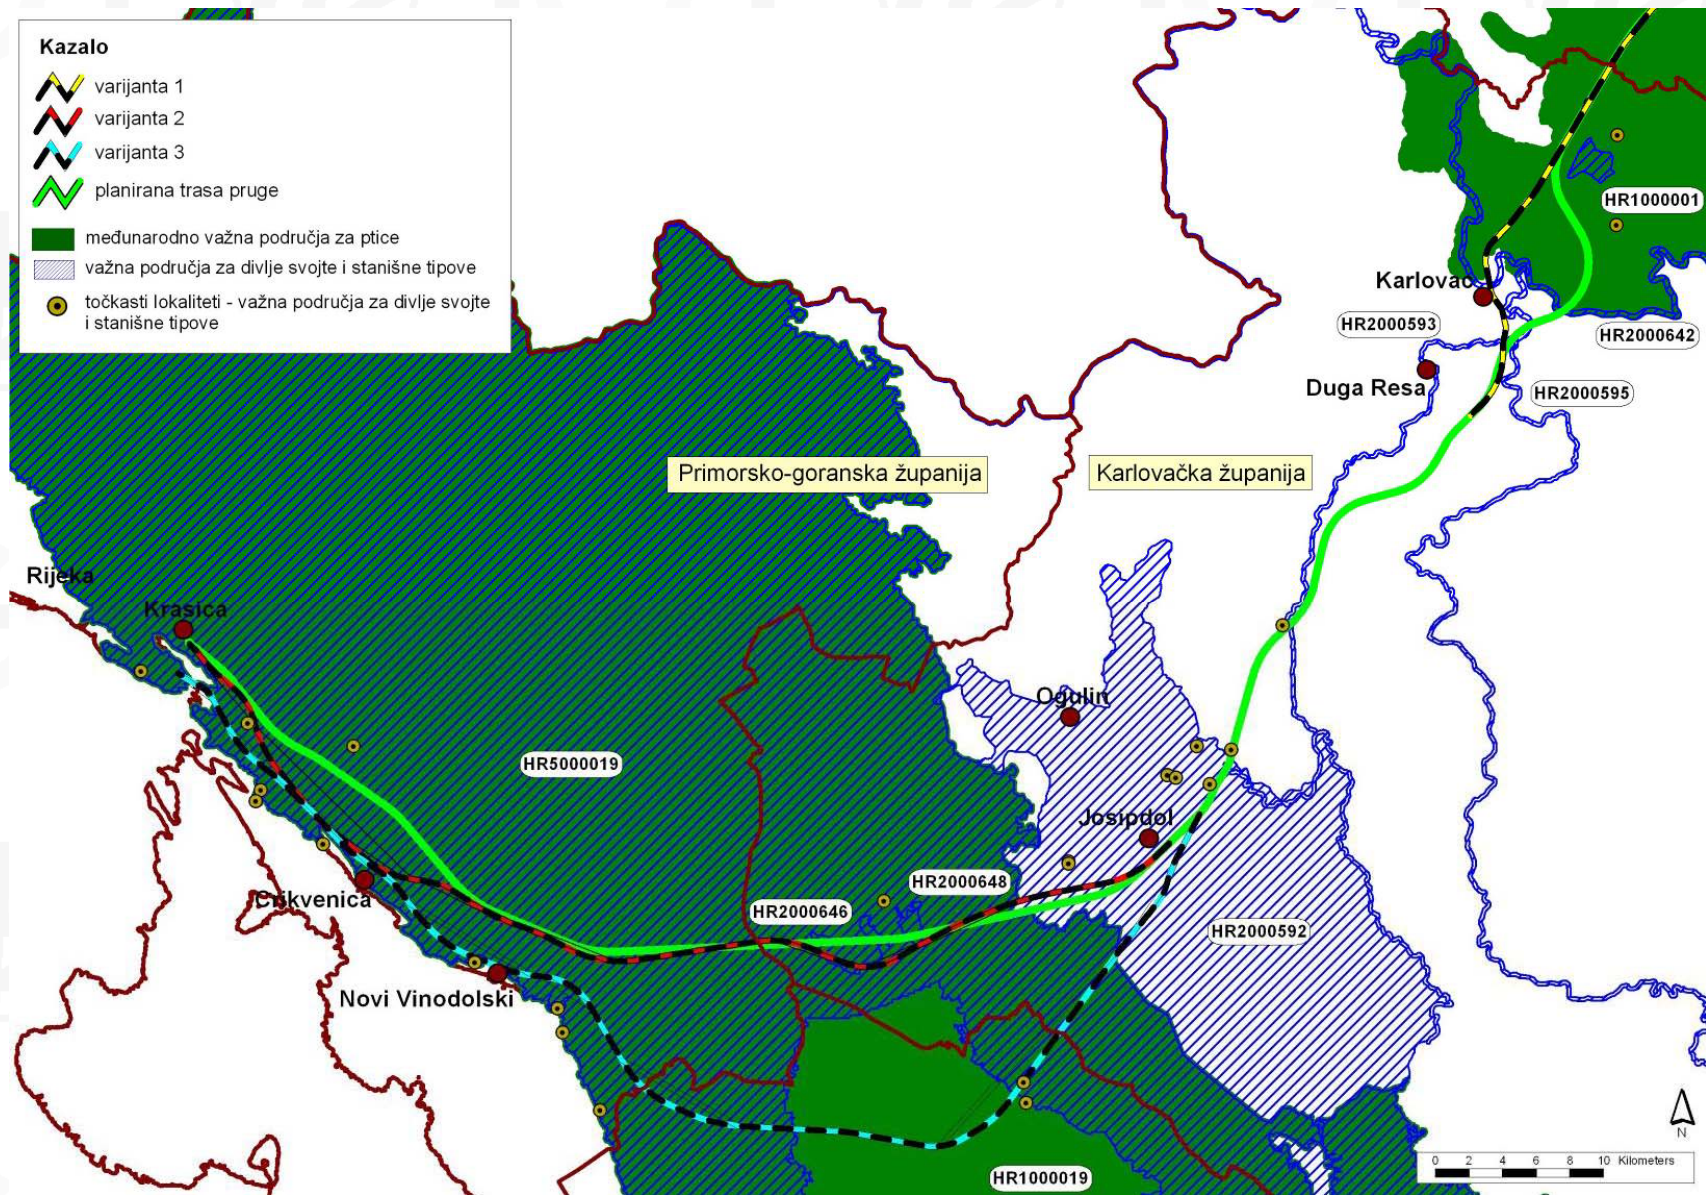 Kazalo
varijanta 1
varijanta 2
varijanta 3
planirana trasa pruge
međunarodno važna područja za ptice
važna područja za divlje svojte i stanišne tipove
točkasti lokaliteti - važna područja za divlje svojte
i stanišne tipove
HR1000001
Karlovac
HR2000593
HR2000642
Duga Resa
HR2000595
Primorsko-goranska županija
Karlovačka županija
Rijeka
Krasica
Ogulin
HR5000019
Josipdol
HR2000648
Crikvenica
HR2000646
HR2000592
Novi Vinodolski
HR1000019
N
0 2 4 6 8 10 Kilometers